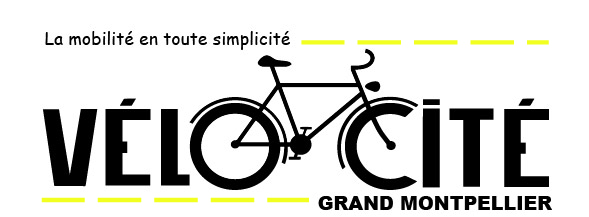 La mobilité en toute simplicité
VÉLOCITÉ
GRAND MONTPELLIER